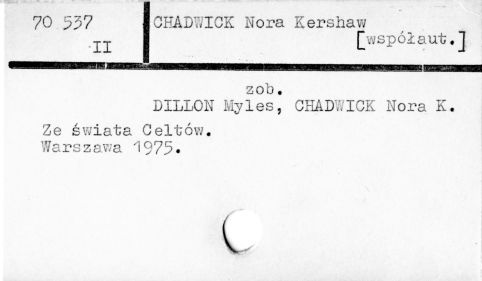 70 537
II
CHADWICK Nora Kershaw
[współaut.]
zob.
DILLON Myles, CHADWICK Nora K.
Ze świata Celtów.
Warszawa 1975.